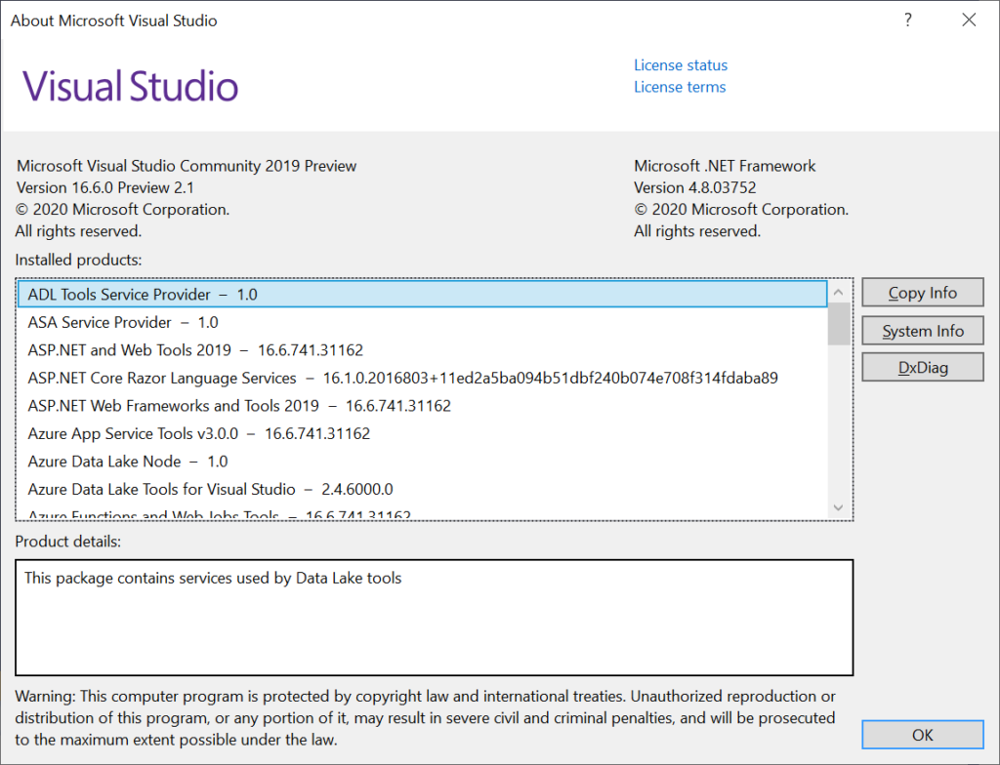 About Microsoft Visual Studio
?
Visual Studio
License status
License terms
Microsoft Visual Studio Community 2019 Preview
Version 16.6.0 Preview 2.1
© 2020 Microsoft Corporation.
All rights reserved.
Microsoft .NET Framework
Version 4.8.03752
© 2020 Microsoft Corporation.
All rights reserved.
Installed products:
ADL Tools Service Provider – 1.0
ASA Service Provider – 1.0
ASP.NET and Web Tools 2019 – 16.6.741.31162
ASP.NET Core Razor Language Services – 16.1.0.2016803+11ed2a5ba094b51dbf240b074e708f314fdaba89
ASP.NET Web Frameworks and Tools 2019 – 16.6.741.31162
Azure App Service Tools v3.0.0 – 16.6.741.31162
Azure Data Lake Node – 1.0
Azure Data Lake Tools for Visual Studio – 2.4.6000.0
Azure Functions and Web Jobs Tools – 16.6.741.31162
Copy Info
System Info
DxDiag
Product details:
This package contains services used by Data Lake tools
Warning: This computer program is protected by copyright law and international treaties. Unauthorized reproduction or
distribution of this program, or any portion of it, may result in severe civil and criminal penalties, and will be prosecuted
to the maximum extent possible under the law.
OK